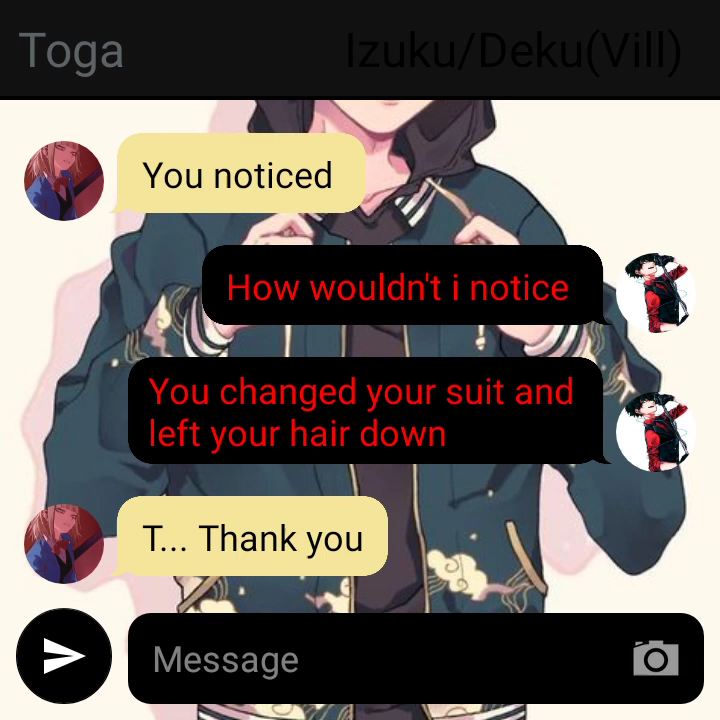 Toga Izuku/Deku(Vill)
You noticed
How wouldn't i notice
You changed your suit and
left your hair down
T... Thank you
Message